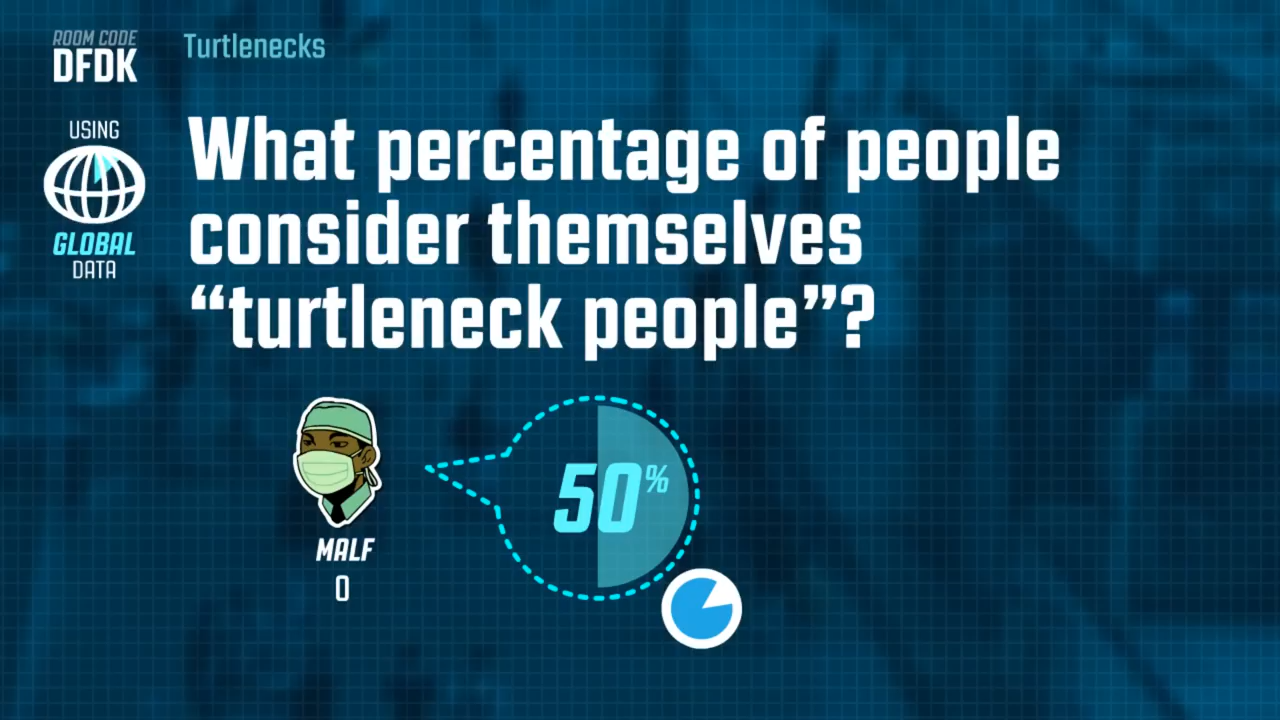 ROOM CODE
DFDK
Turtlenecks
USING
GLOBAL
DATA
What percentage of people
consider themselves
“turtleneck people”?
50%
MALF
0